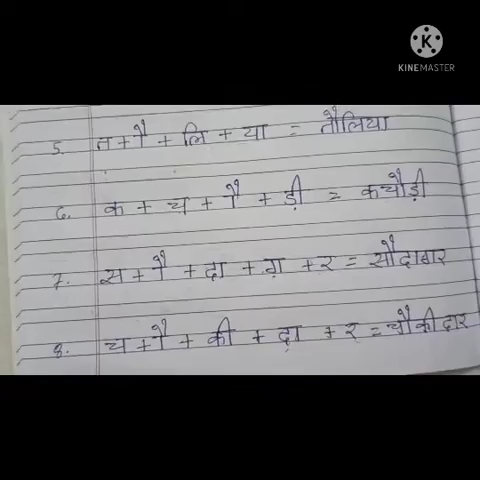 K
KINEMASTER
5. त + ौ + लि + या = तौलिया
6. क + च + ौ + ड़ी = कचौड़ी
7. स + ौ + दा + ग + र = सौदागर
8. च + ौ + की + दा + र = चौकीदार